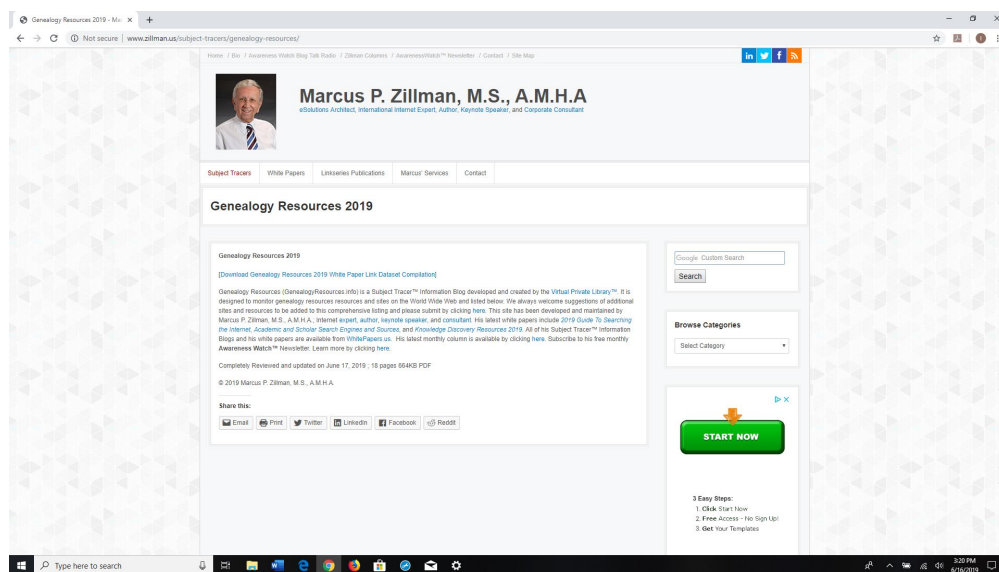 Genealogy Resources 2019 - Ma
Not secure | www.zillman.us/subject-tracers/genealogy-resources/
Home / Bio / Awareness Watch Blog Talk Radio / Zillman Columns / AwarenessWatch™ Newsletter / Contact / Site Map
Marcus P. Zillman, M.S., A.M.H.A
eSolutions Architect, International Internet Expert, Author, Keynote Speaker, and Corporate Consultant
Subject Tracers White Papers Linkseries Publications Marcus' Services Contact
Genealogy Resources 2019
Genealogy Resources 2019
[Download Genealogy Resources 2019 White Paper Link Dataset Compilation]
Genealogy Resources (GenealogyResources.info) is a Subject Tracer™ Information Blog developed and created by the Virtual Private Library™. It is
designed to monitor genealogy resources resources and sites on the World Wide Web and listed below. We always welcome suggestions of additional
sites and resources to be added to this comprehensive listing and please submit by clicking here. This site has been developed and maintained by
Marcus P. Zillman, M.S., A.M.H.A.; Internet expert, author, keynote speaker, and consultant. His latest white papers include 2019 Guide To Searching
the Internet, Academic and Scholar Search Engines and Sources, and Knowledge Discovery Resources 2019. All of his Subject Tracer™ Information
Blogs and his white papers are available from WhitePapers.us. His latest monthly column is available by clicking here. Subscribe to his free monthly
Awareness Watch™ Newsletter. Learn more by clicking here.
Completely Reviewed and updated on June 17, 2019 ; 18 pages 664KB PDF
© 2019 Marcus P. Zillman, M.S., A.M.H.A.
Share this:
Email Print Twitter LinkedIn Facebook Reddit
Google Custom Search
Search
Browse Categories
Select Category
START NOW
3 Easy Steps:
1. Click Start Now
2. Free Access - No Sign Up!
3. Get Your Templates
Type here to search
3:20 PM
6/16/2019